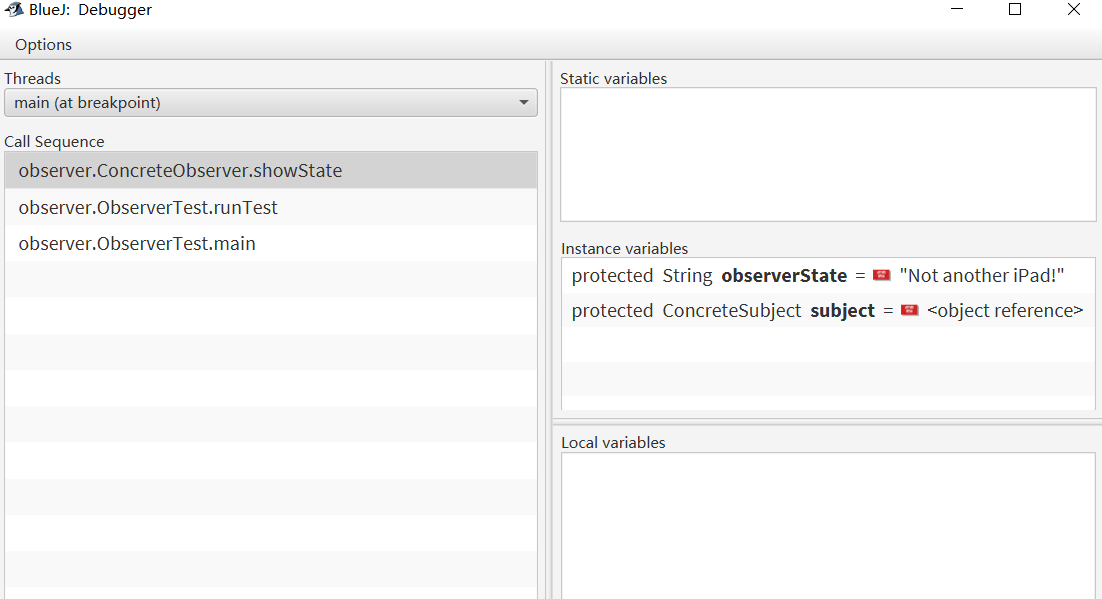 BlueJ: Debugger
Options
Threads
main (at breakpoint)
Call Sequence
observer.ConcreteObserver.showState
observer.ObserverTest.runTest
observer.ObserverTest.main
Static variables
Instance variables
protected String observerState = "Not another iPad!"
protected ConcreteSubject subject = <object reference>
Local variables